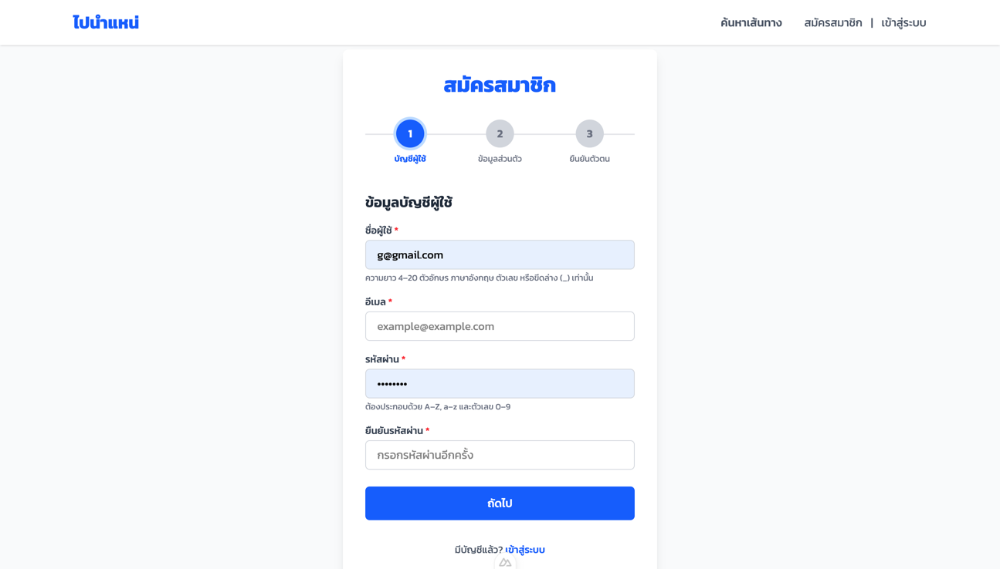 ไปนำแหน่
ค้นหาเส้นทาง สมัครสมาชิก | เข้าสู่ระบบ
สมัครสมาชิก
1 2 3
บัญชีผู้ใช้ ข้อมูลส่วนตัว ยืนยันตัวตน
ข้อมูลบัญชีผู้ใช้
ชื่อผู้ใช้ *
g@gmail.com
ความยาว 4–20 ตัวอักษร ภาษาอังกฤษ ตัวเลข หรือขีดล่าง (_) เท่านั้น
อีเมล *
example@example.com
รหัสผ่าน *
••••••••
ต้องประกอบด้วย A–Z, a–z และตัวเลข 0–9
ยืนยันรหัสผ่าน *
กรอกรหัสผ่านอีกครั้ง
ถัดไป
มีบัญชีแล้ว? เข้าสู่ระบบ